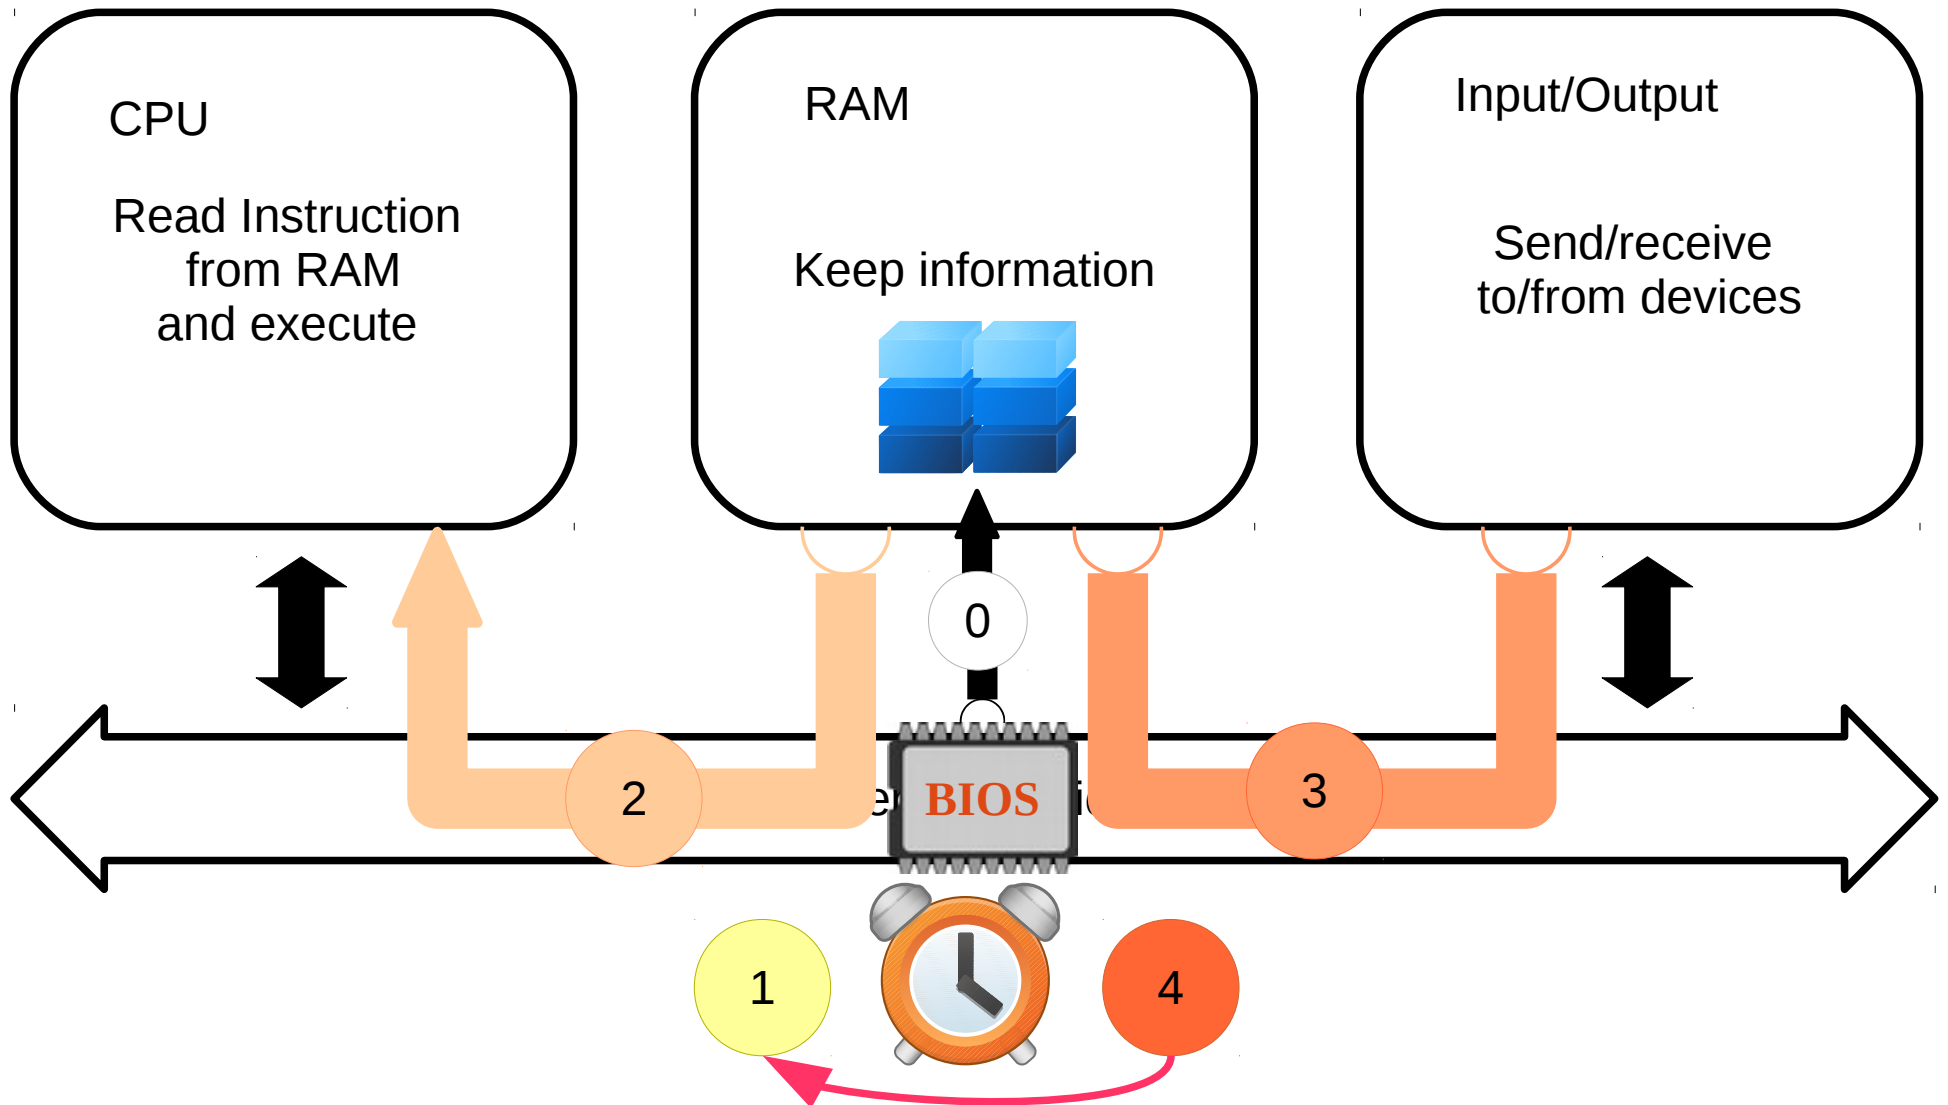 CPU
Read Instruction
from RAM
and execute
RAM
Keep information
Input/Output
Send/receive
to/from devices
0
2
BIOS
3
1
4